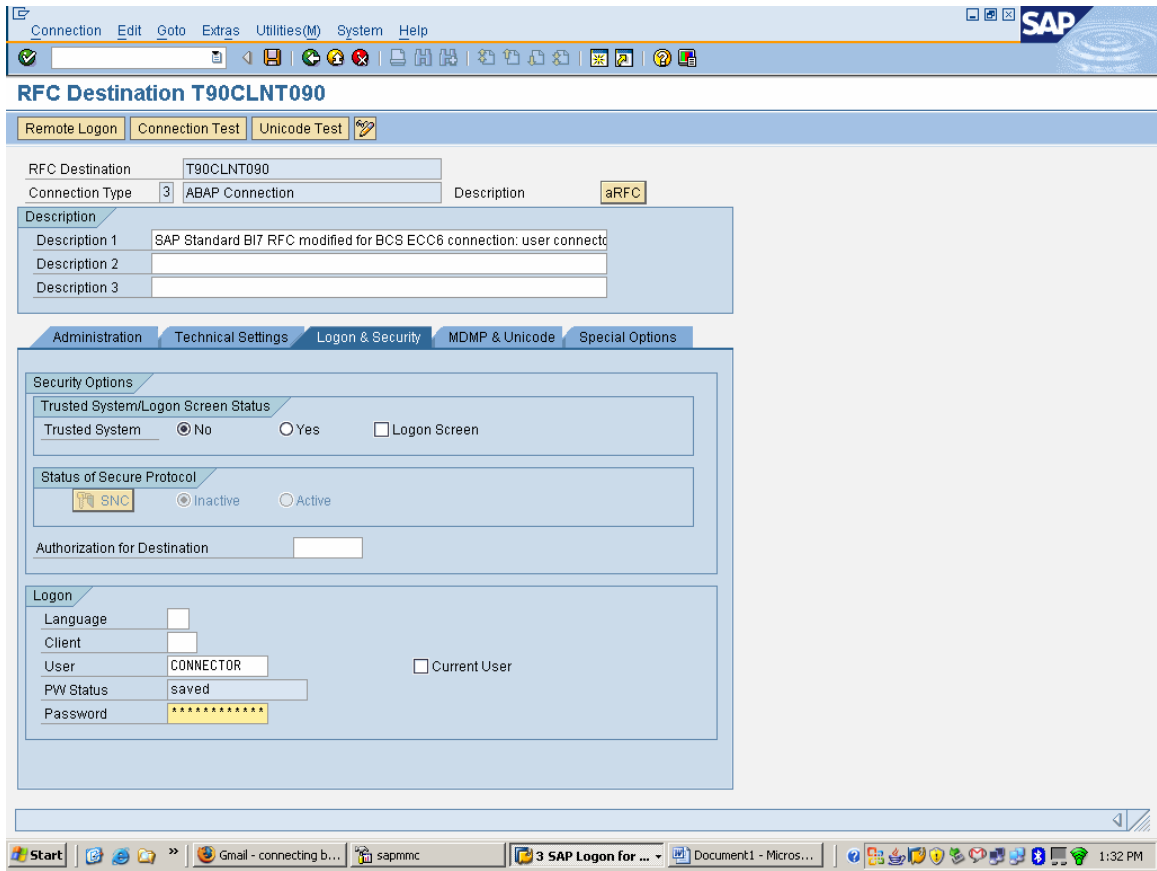 Connection Edit Goto Extras Utilities(M) System Help
SAP
RFC Destination T90CLNT090
Remote Logon Connection Test Unicode Test
RFC Destination T90CLNT090
Connection Type 3 ABAP Connection Description aRFC
Description
Description 1 SAP Standard BI7 RFC modified for BCS ECC6 connection: user connecto
Description 2
Description 3
Administration Technical Settings Logon & Security MDMP & Unicode Special Options
Security Options
Trusted System/Logon Screen Status
Trusted System No Yes Logon Screen
Status of Secure Protocol
SNC Inactive Active
Authorization for Destination
Logon
Language
Client
User CONNECTOR Current User
PW Status saved
Password ************
Start » Gmail - connecting b... sapmmc 3 SAP Logon for ... Document1 - Micros... 1:32 PM